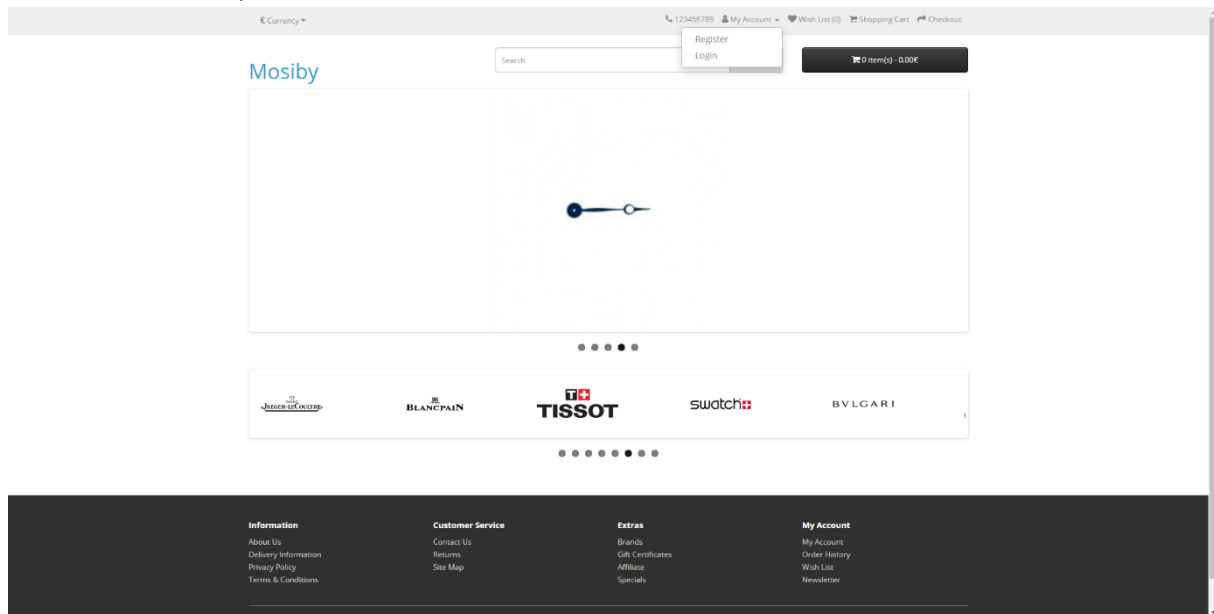 € Currency
123456789 My Account Wish List (0) Shopping Cart Checkout
Register
Login
Mosiby
Search
0 item(s) - 0.00€
JAEGER-LECOULTRE
JB
BLANCPAIN
T+
TISSOT
swatch
BVLGARI
Information
About Us
Delivery Information
Privacy Policy
Terms & Conditions
Customer Service
Contact Us
Returns
Site Map
Extras
Brands
Gift Certificates
Affiliate
Specials
My Account
My Account
Order History
Wish List
Newsletter